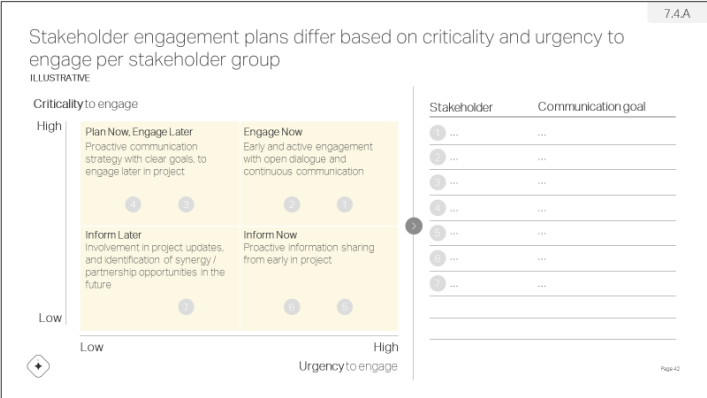 7.4.A
Stakeholder engagement plans differ based on criticality and urgency to
engage per stakeholder group
ILLUSTRATIVE
Criticality to engage
High
Plan Now, Engage Later
Proactive communication
strategy with clear goals, to
engage later in project
4 3
Engage Now
Early and active engagement
with open dialogue and
continuous communication
2 1
Inform Later
Involvement in project updates,
and identification of synergy /
partnership opportunities in the
future
7
Inform Now
Proactive information sharing
from early in project
6 5
Low
Low High
Urgency to engage
>
Stakeholder Communication goal
1 ... ...
2 ... ...
3 ... ...
4 ... ...
5 ... ...
6 ... ...
7 ... ...
Page 42